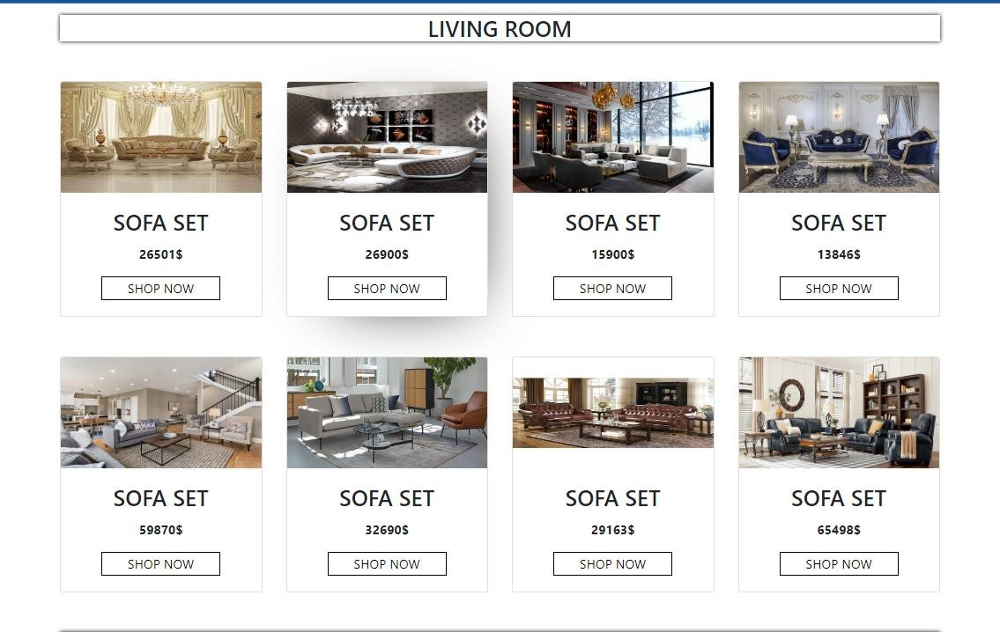 LIVING ROOM
SOFA SET
26501$
SHOP NOW
SOFA SET
26900$
SHOP NOW
SOFA SET
15900$
SHOP NOW
SOFA SET
13846$
SHOP NOW
SOFA SET
59870$
SHOP NOW
SOFA SET
32690$
SHOP NOW
SOFA SET
29163$
SHOP NOW
SOFA SET
65498$
SHOP NOW